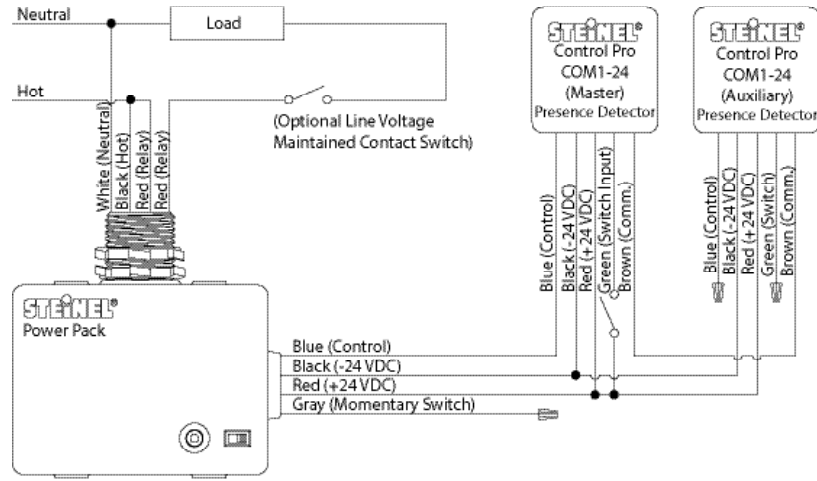 Neutral
Load
Hot
(Optional Line Voltage
Maintained Contact Switch)
White (Neutral)
Black (Hot)
Red (Relay)
Red (Relay)
STEINEL®
Control Pro
COM1-24
(Master)
Presence Detector
STEINEL®
Control Pro
COM1-24
(Auxiliary)
Presence Detector
Blue (Control)
Black (-24 VDC)
Red (+24 VDC)
Green (Switch Input)
Brown (Comm.)
Blue (Control)
Black (-24 VDC)
Red (+24 VDC)
Green (Switch)
Brown (Comm.)
STEINEL®
Power Pack
Blue (Control)
Black (-24 VDC)
Red (+24 VDC)
Gray (Momentary Switch)